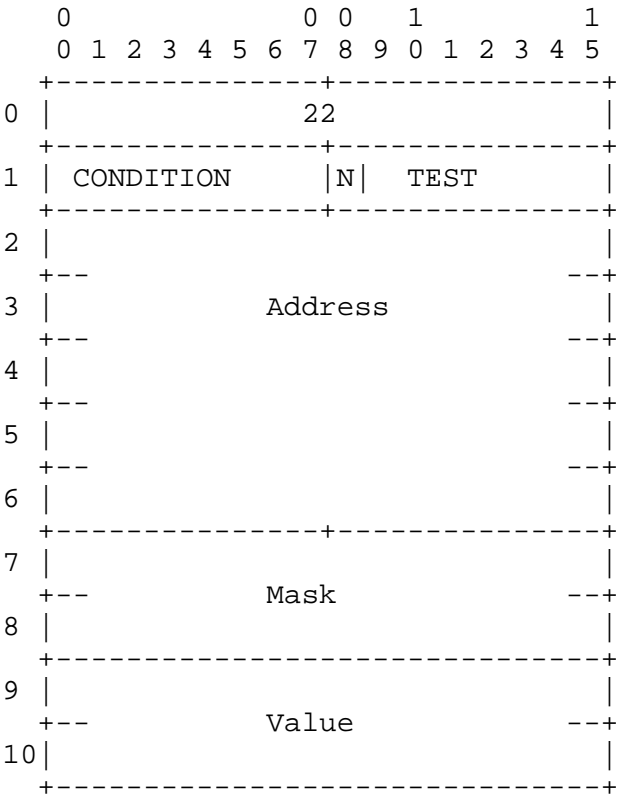 0             0 0   1         1
    0 1 2 3 4 5 6 7 8 9 0 1 2 3 4 5
   +---------------+---------------+
0  |              22               |
   +---------------+---------------+
1  | CONDITION     |N|  TEST       |
   +---------------+---------------+
2  |                               |
   +--                           --+
3  |            Address            |
   +--                           --+
4  |                               |
   +--                           --+
5  |                               |
   +--                           --+
6  |                               |
   +---------------+---------------+
7  |                               |
   +--          Mask             --+
8  |                               |
   +-------------------------------+
9  |                               |
   +--          Value            --+
10|                               |
   +-------------------------------+